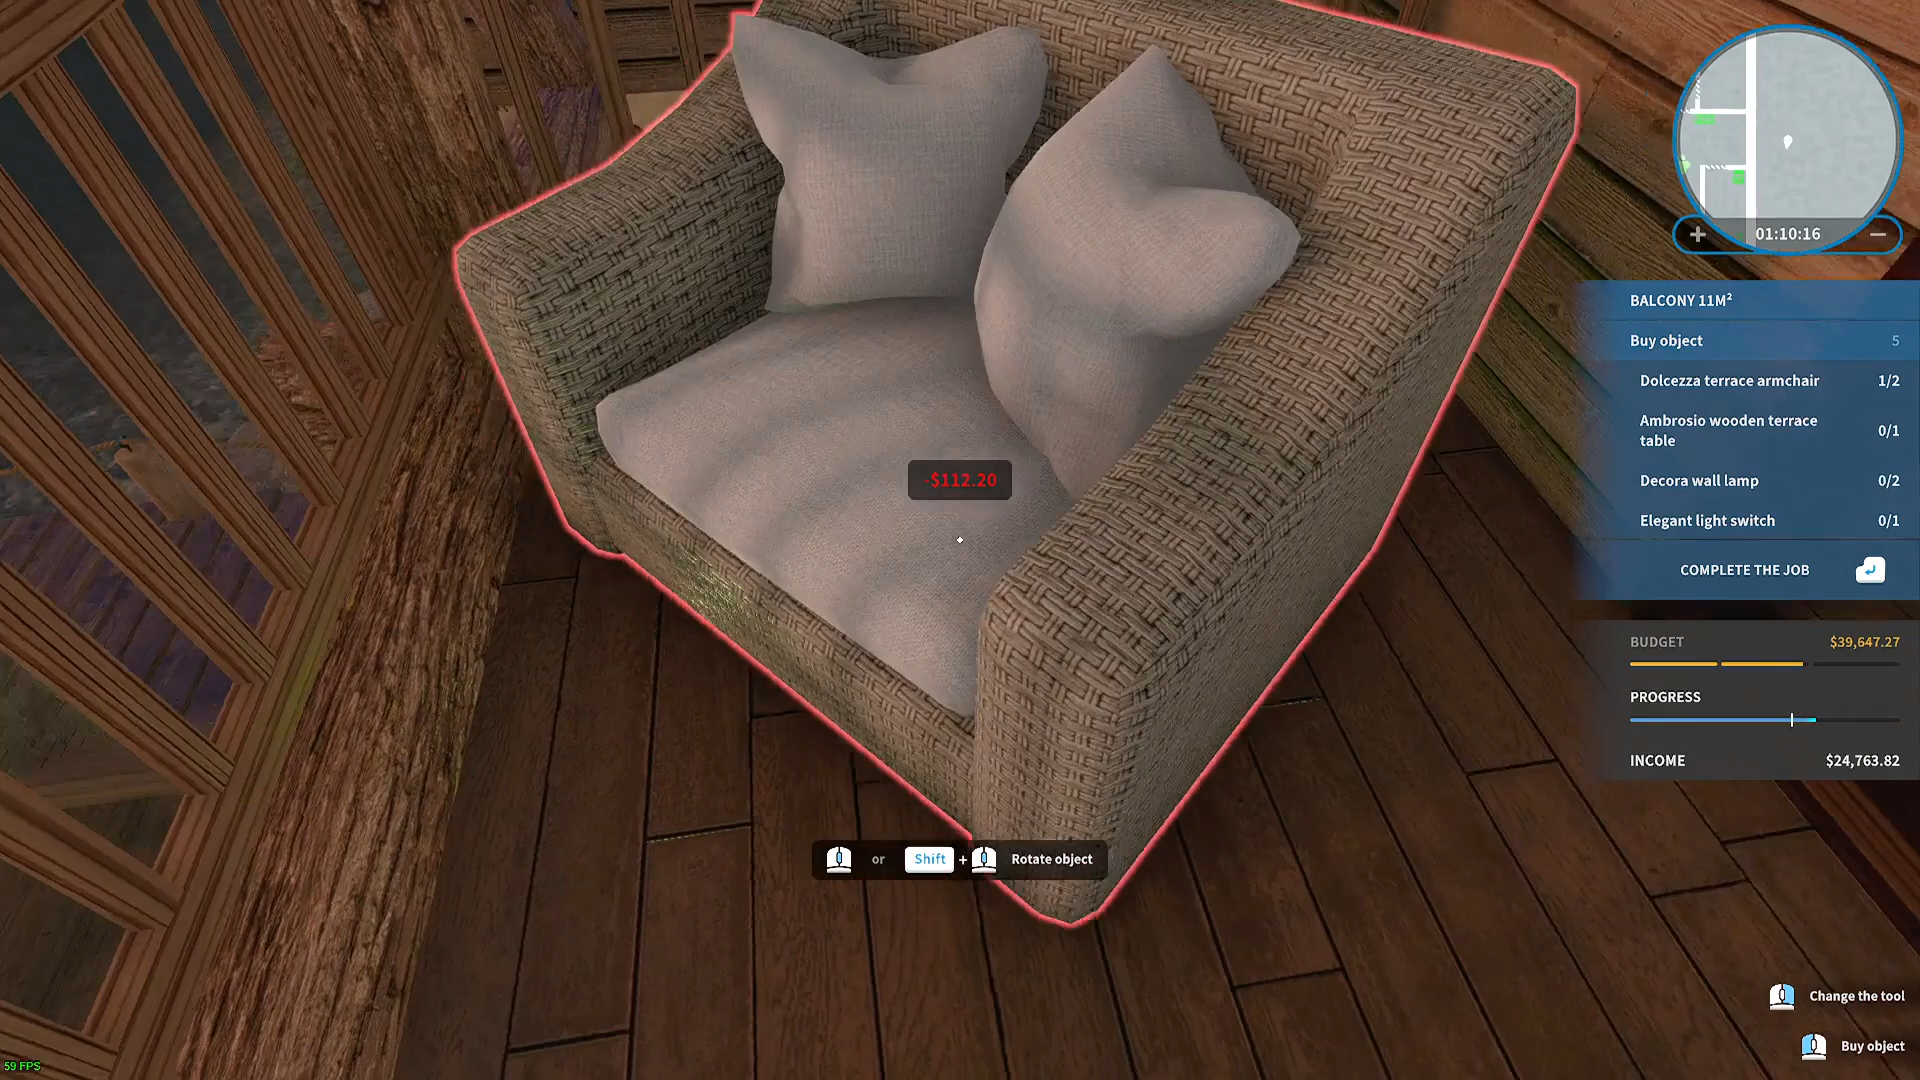 01:10:16
BALCONY 11M²
Buy object 5
Dolcezza terrace armchair 1/2
Ambrosio wooden terrace
table 0/1
Decora wall lamp 0/2
Elegant light switch 0/1
COMPLETE THE JOB
BUDGET $39,647.27
PROGRESS
INCOME $24,763.82
-$112.20
or Shift + Rotate object
Change the tool
Buy object
59 FPS